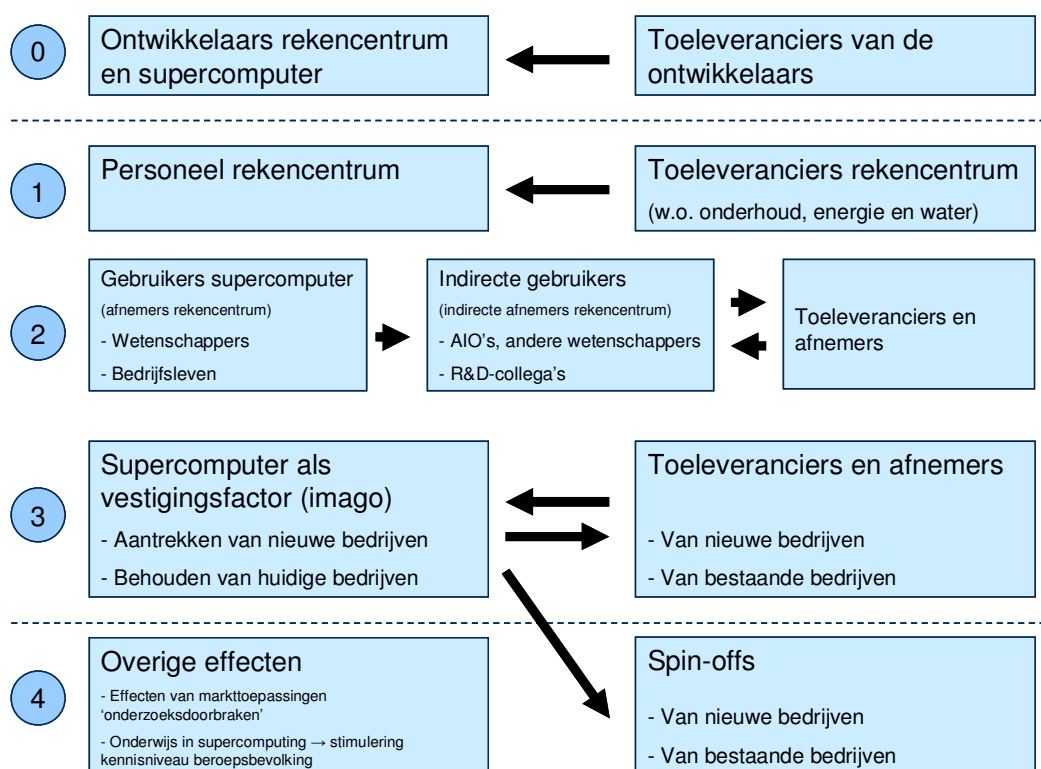 0
Ontwikkelaars rekencentrum
en supercomputer
Toeleveranciers van de
ontwikkelaars
1
Personeel rekencentrum
Toeleveranciers rekencentrum
(w.o. onderhoud, energie en water)
2
Gebruikers supercomputer
(afnemers rekencentrum)
- Wetenschappers
- Bedrijfsleven
Indirecte gebruikers
(indirecte afnemers rekencentrum)
- AIO's, andere wetenschappers
- R&D-collega's
Toeleveranciers en
afnemers
3
Supercomputer als
vestigingsfactor (imago)
- Aantrekken van nieuwe bedrijven
- Behouden van huidige bedrijven
Toeleveranciers en afnemers
- Van nieuwe bedrijven
- Van bestaande bedrijven
4
Overige effecten
- Effecten van markttoepassingen
'onderzoeksdoorbraken'
- Onderwijs in supercomputing → stimulering
kennisniveau beroepsbevolking
Spin-offs
- Van nieuwe bedrijven
- Van bestaande bedrijven